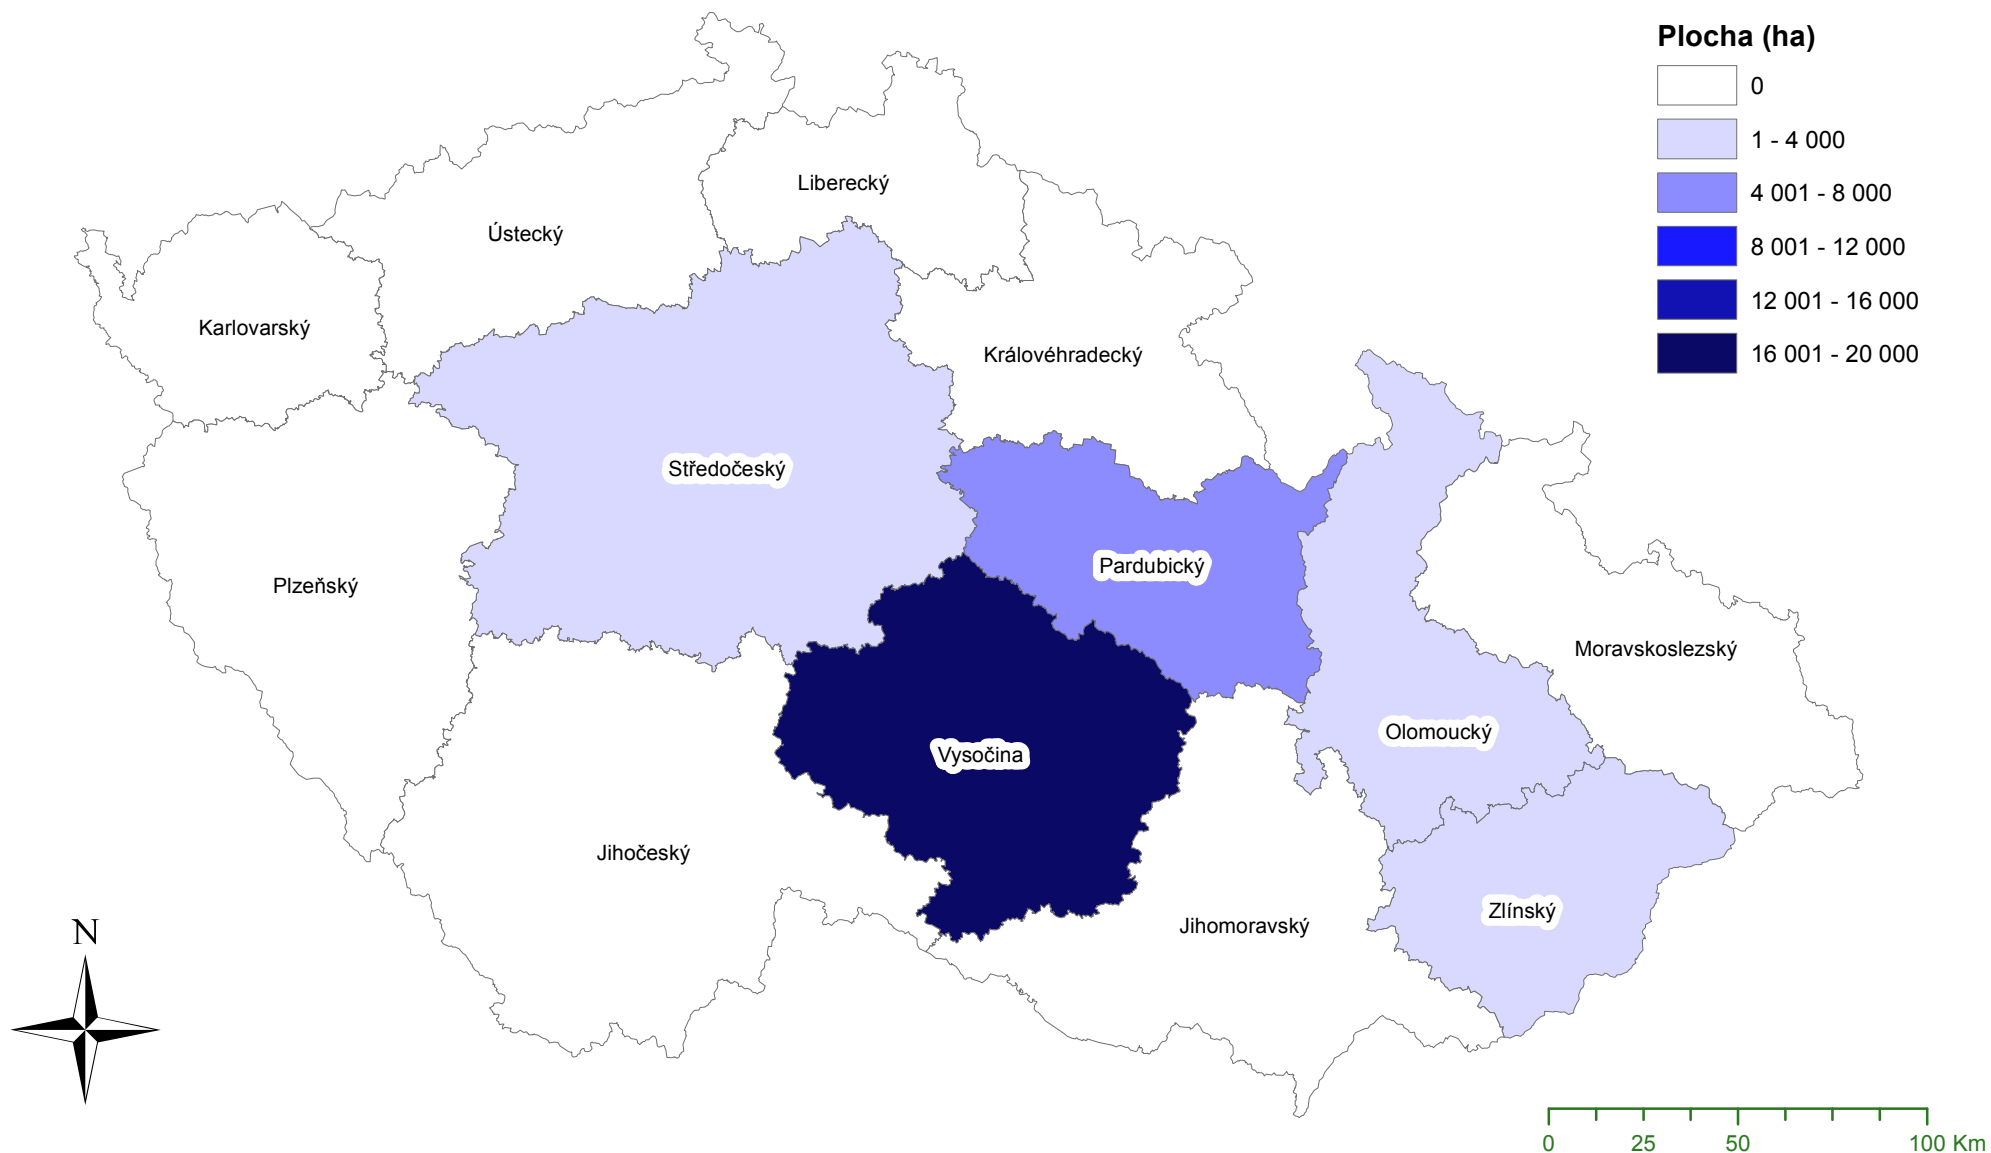 Plocha (ha)
0
1 - 4 000
4 001 - 8 000
8 001 - 12 000
12 001 - 16 000
16 001 - 20 000
Liberecký
Ústecký
Karlovarský
Královéhradecký
Středočeský
Pardubický
Plzeňský
Moravskoslezský
Olomoucký
Vysočina
Jihočeský
Zlínský
Jihomoravský
N
0 25 50 100 Km